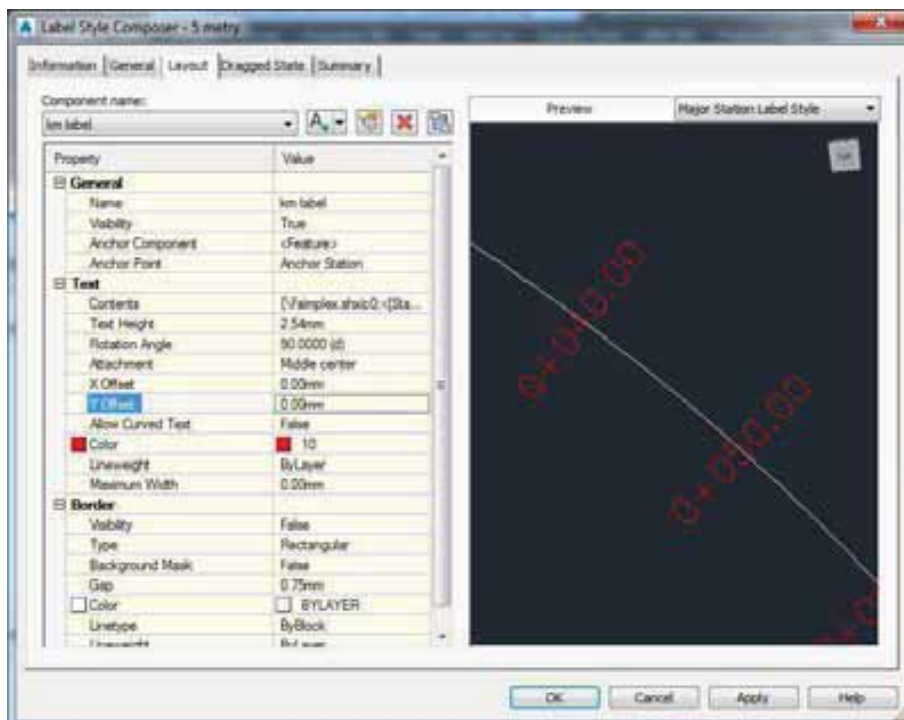 Label Style Composer - 5 metry
Information General Layout Dragged State Summary
Component name:
km label
Preview Major Station Label Style
Property Value
General
Name km label
Visibility True
Anchor Component <Feature>
Anchor Point Anchor Station
Text
Contents
Text Height 2.54mm
Rotation Angle 90.0000 (d)
Attachment Middle center
X Offset 0.00mm
Y Offset 0.00mm
Allow Curved Text False
Color 10
Lineweight ByLayer
Maximum Width 0.00mm
Border
Visibility False
Type Rectangular
Background Mask False
Gap 0.75mm
Color BYLAYER
Linetype ByBlock
Lineweight ByLayer
OK Cancel Apply Help